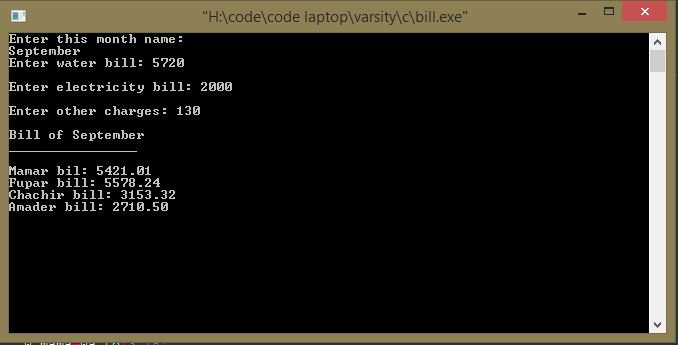 "H:\code\code laptop\varsity\c\bill.exe"
Enter this month name:
September
Enter water bill: 5720
Enter electricity bill: 2000
Enter other charges: 130
Bill of September
Mamar bil: 5421.01
Fupar bill: 5578.24
Chachir bill: 3153.32
Amader bill: 2710.50